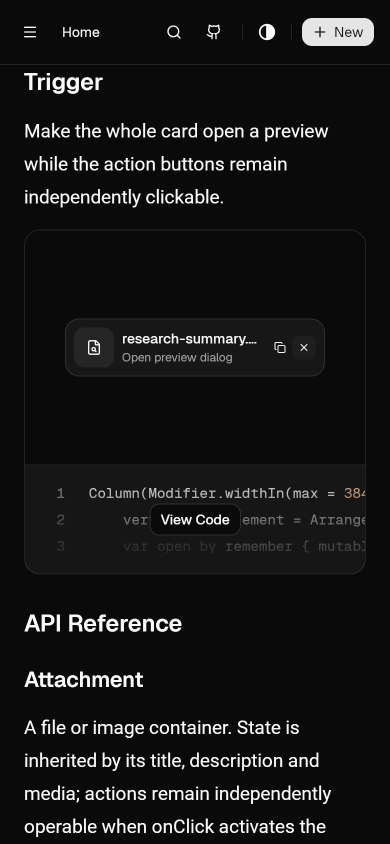 Home
New
Trigger
Make the whole card open a preview
while the action buttons remain
independently clickable.
research-summary....
Open preview dialog
1 Column(Modifier.widthIn(max = 384
2 ver
View Code
ement = Arrange
3 var open by remember { mutabl
API Reference
Attachment
A file or image container. State is
inherited by its title, description and
media; actions remain independently
operable when onClick activates the